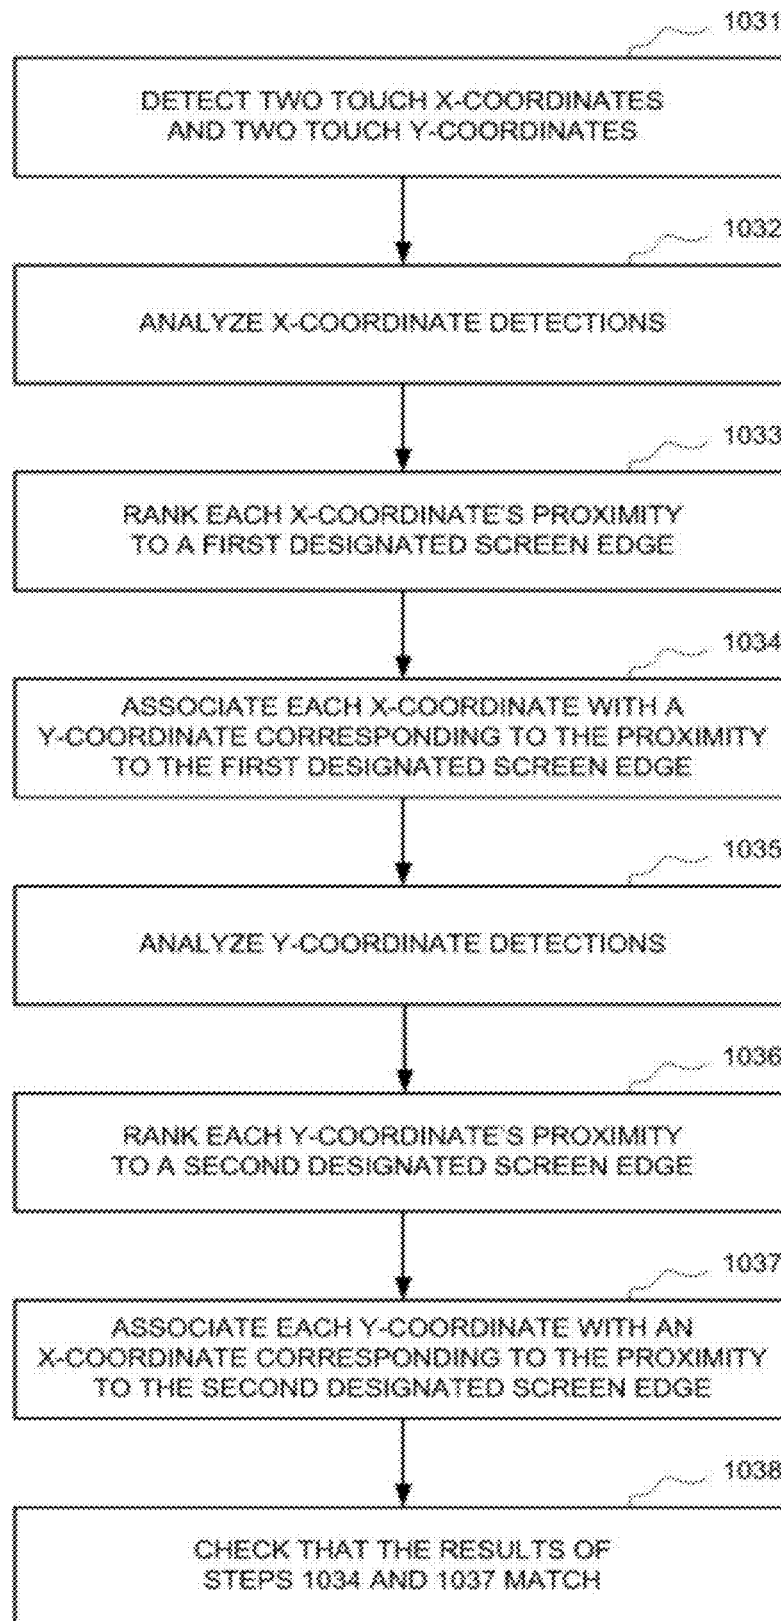 1031
DETECT TWO TOUCH X-COORDINATES
AND TWO TOUCH Y-COORDINATES
1032
ANALYZE X-COORDINATE DETECTIONS
1033
RANK EACH X-COORDINATE'S PROXIMITY
TO A FIRST DESIGNATED SCREEN EDGE
1034
ASSOCIATE EACH X-COORDINATE WITH A
Y-COORDINATE CORRESPONDING TO THE PROXIMITY
TO THE FIRST DESIGNATED SCREEN EDGE
1035
ANALYZE Y-COORDINATE DETECTIONS
1036
RANK EACH Y-COORDINATE'S PROXIMITY
TO A SECOND DESIGNATED SCREEN EDGE
1037
ASSOCIATE EACH Y-COORDINATE WITH AN
X-COORDINATE CORRESPONDING TO THE PROXIMITY
TO THE SECOND DESIGNATED SCREEN EDGE
1038
CHECK THAT THE RESULTS OF
STEPS 1034 AND 1037 MATCH